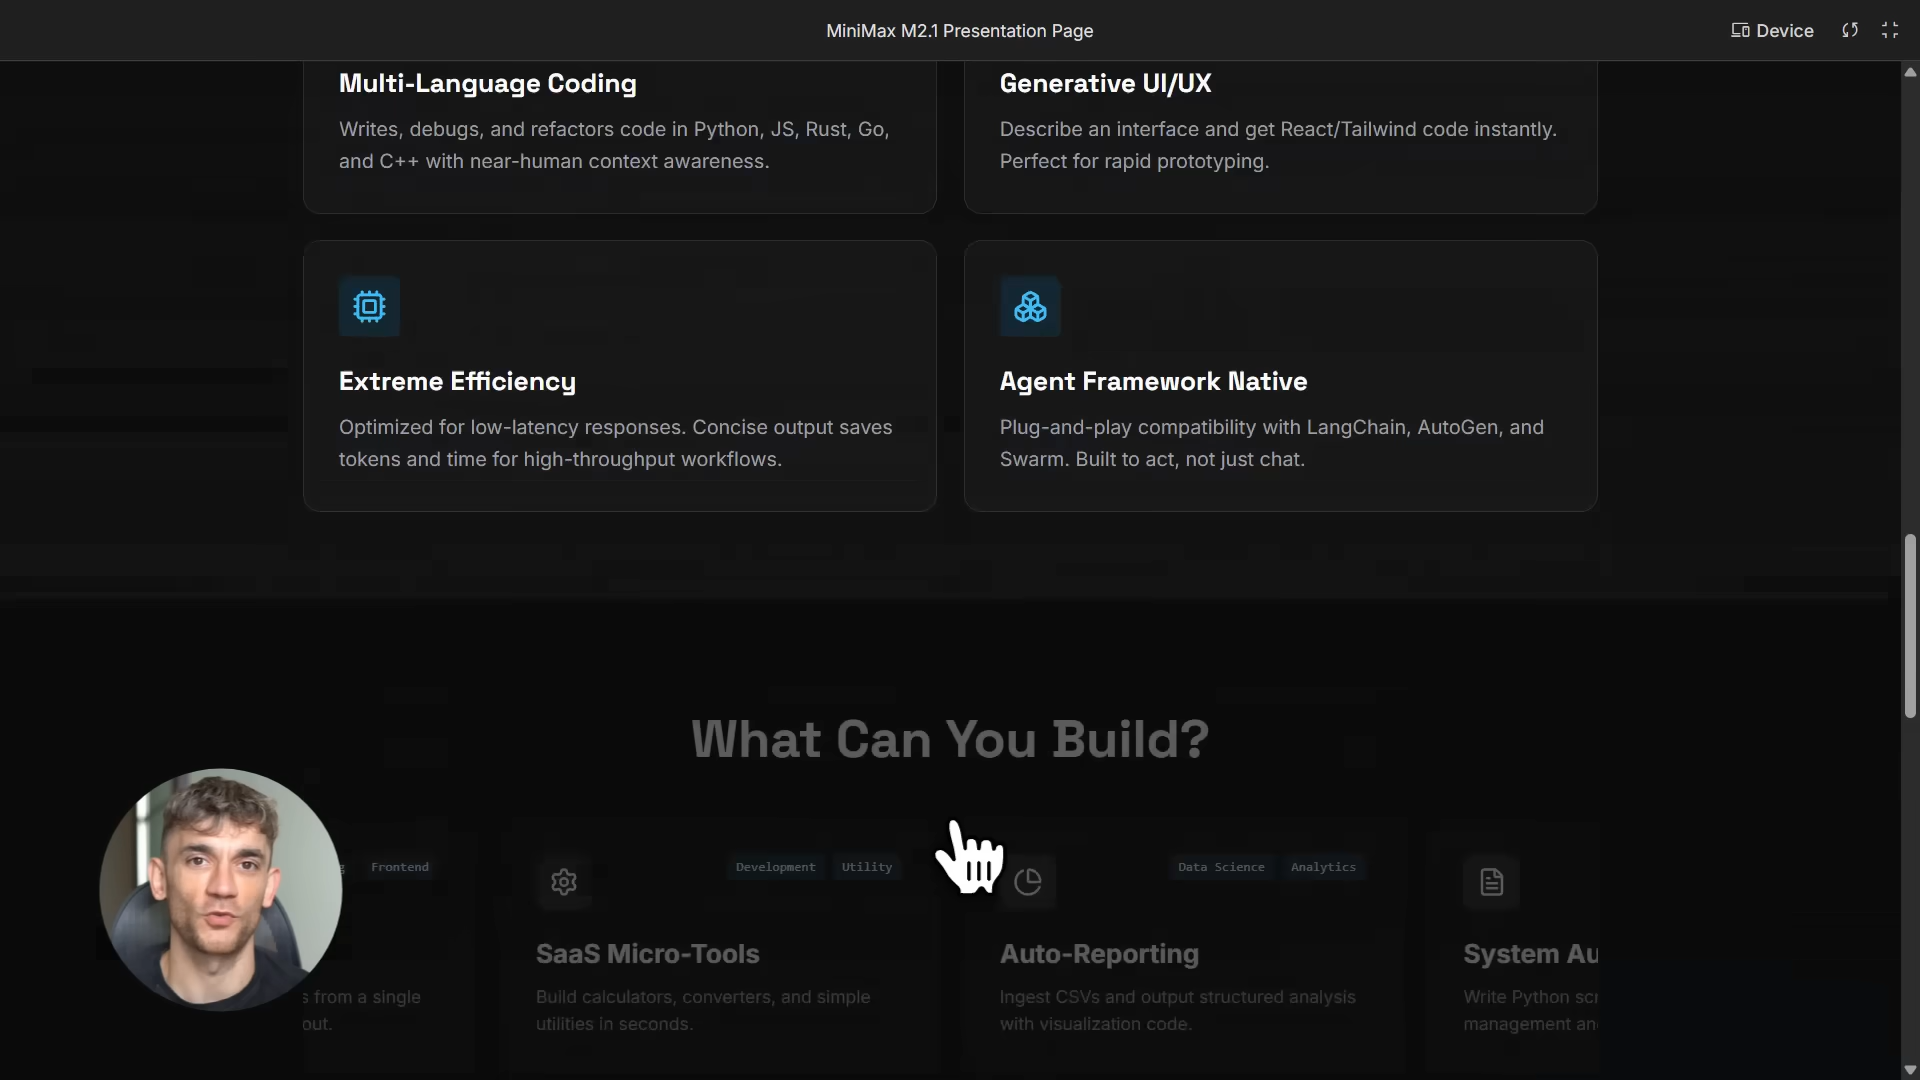 MiniMax M2.1 Presentation Page
Device
Multi-Language Coding
Writes, debugs, and refactors code in Python, JS, Rust, Go,
and C++ with near-human context awareness.
Generative UI/UX
Describe an interface and get React/Tailwind code instantly.
Perfect for rapid prototyping.
Extreme Efficiency
Optimized for low-latency responses. Concise output saves
tokens and time for high-throughput workflows.
Agent Framework Native
Plug-and-play compatibility with LangChain, AutoGen, and
Swarm. Built to act, not just chat.
What Can You Build?
Frontend
from a single
out.
Development Utility
SaaS Micro-Tools
Build calculators, converters, and simple
utilities in seconds.
Data Science Analytics
Auto-Reporting
Ingest CSVs and output structured analysis
with visualization code.
System Au
Write Python scr
management an